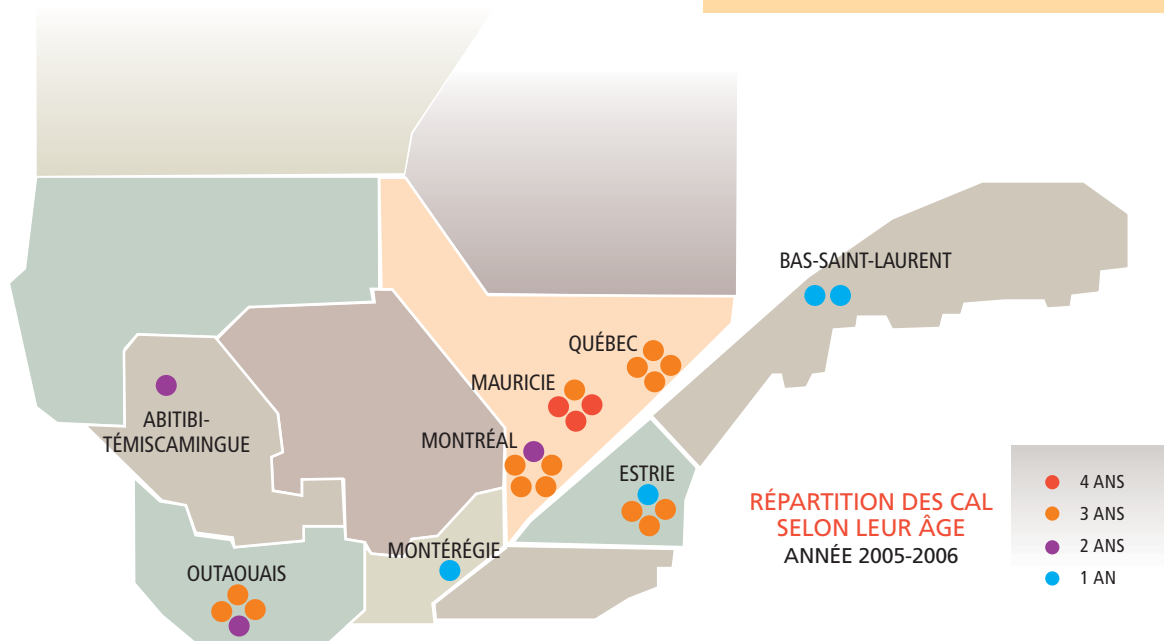 BAS-SAINT-LAURENT
QUÉBEC
MAURICIE
ABITIBI-
TÉMISCAMINGUE
MONTRÉAL
ESTRIE
MONTÉRÉGIE
OUTAOUAIS
RÉPARTITION DES CAL
SELON LEUR ÂGE
ANNÉE 2005-2006
4 ANS
3 ANS
2 ANS
1 AN